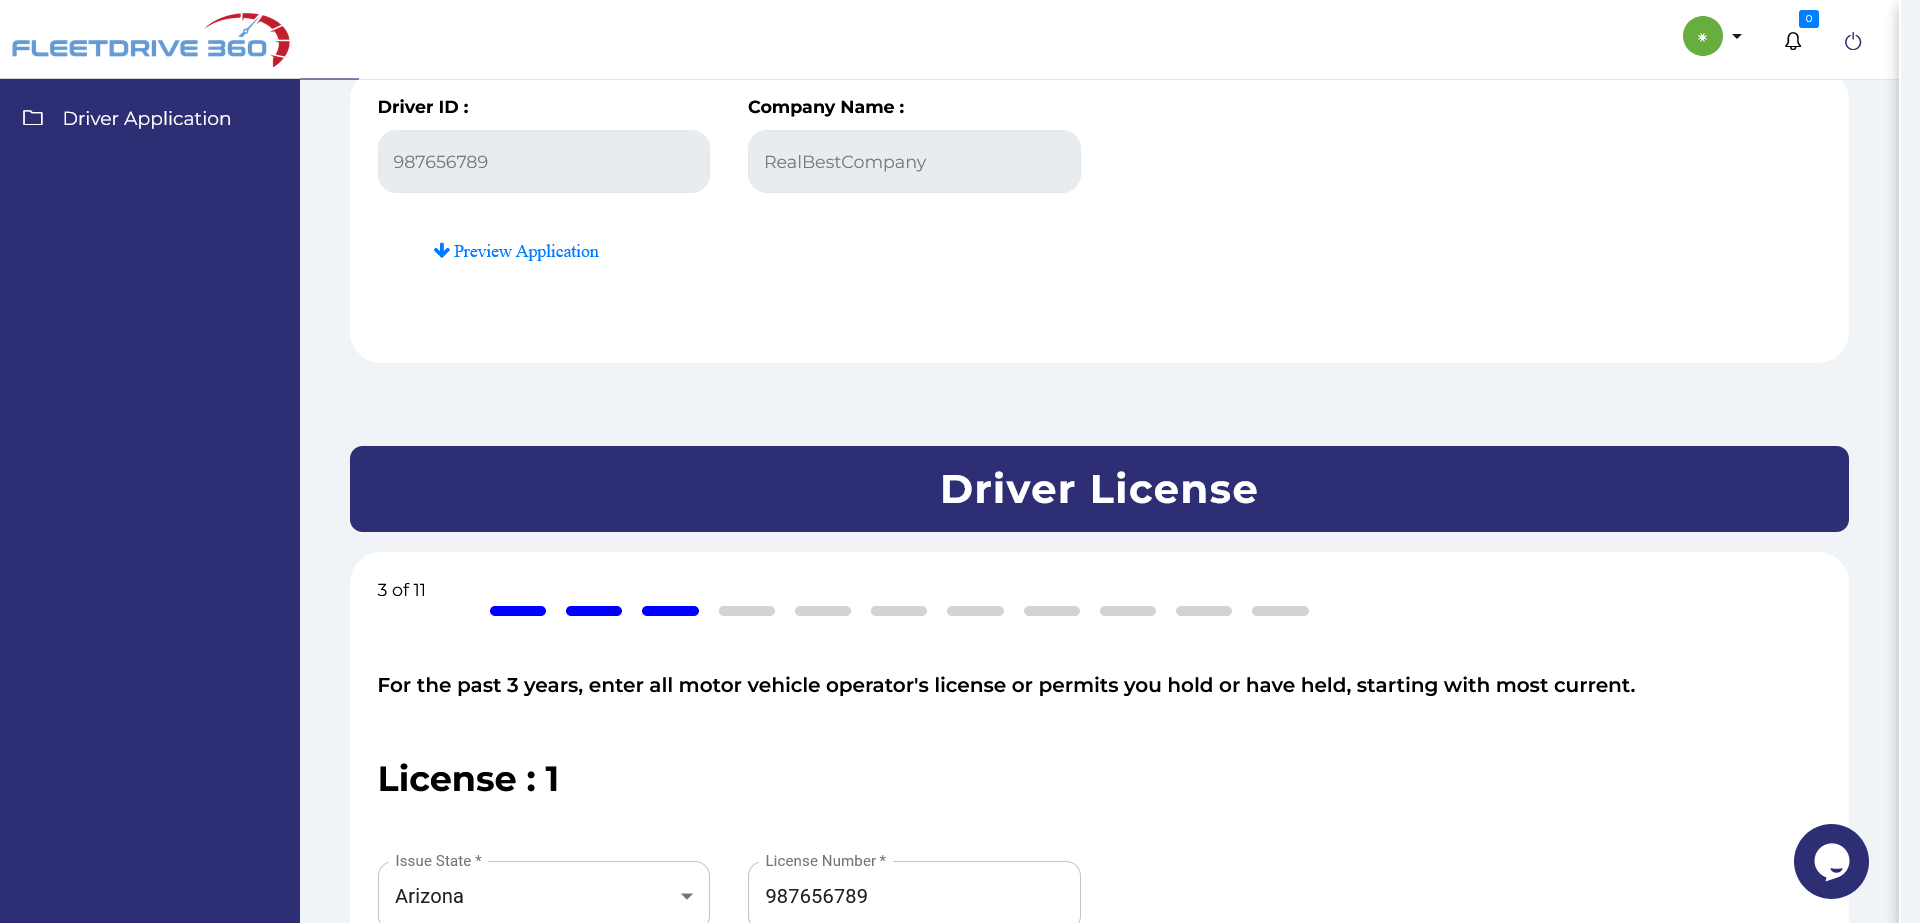 FLEETDRIVE 360
0
Driver Application
Driver ID :
Company Name :
987656789
RealBestCompany
Preview Application
Driver License
3 of 11
For the past 3 years, enter all motor vehicle operator's license or permits you hold or have held, starting with most current.
License : 1
Issue State *
License Number *
Arizona
987656789